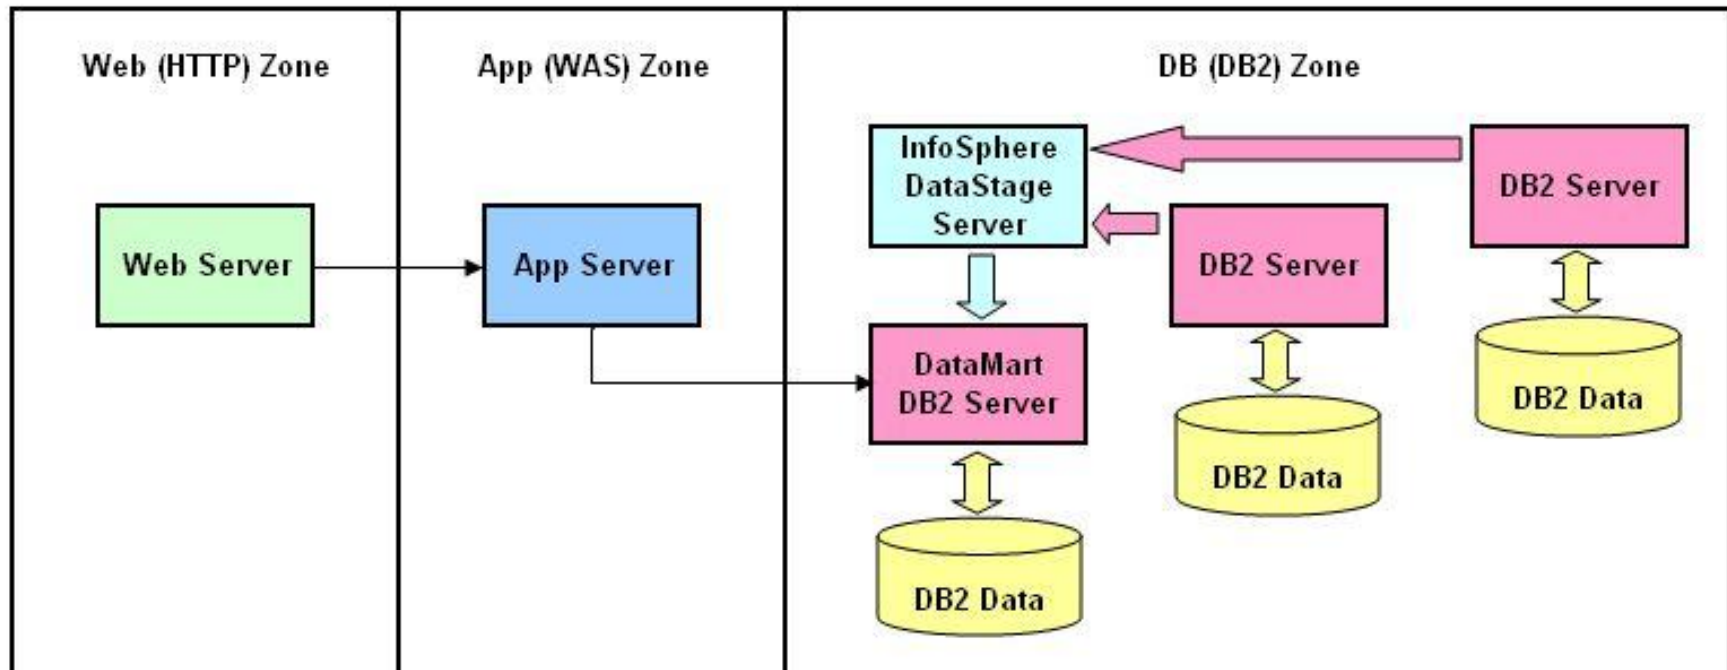 Web (HTTP) Zone
App (WAS) Zone
DB (DB2) Zone
Web Server
App Server
InfoSphere
DataStage
Server
DB2 Server
DB2 Server
DataMart
DB2 Server
DB2 Data
DB2 Data
DB2 Data